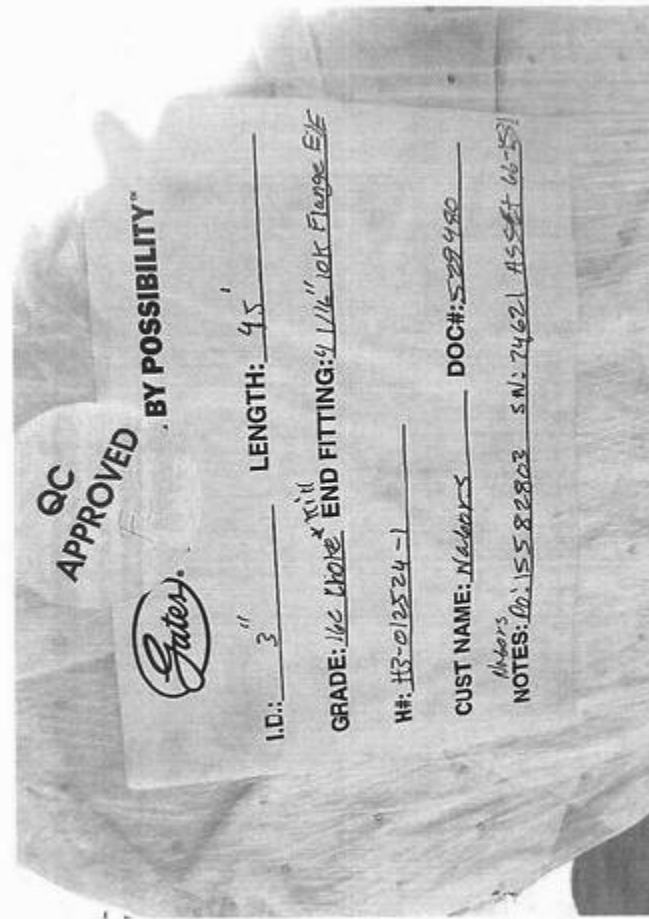 QC
APPROVED
Gates. BY POSSIBILITY™
I.D.: 3" LENGTH: 45'
GRADE: 16C Choke & Kill END FITTING: 4 1/16" 10K Flange E/E
H#: H3-012524-1
CUST NAME: Nabors DOC#: 529480
Nabors
NOTES: Po: 15582803 SN: 74621 ASSET 66-1531